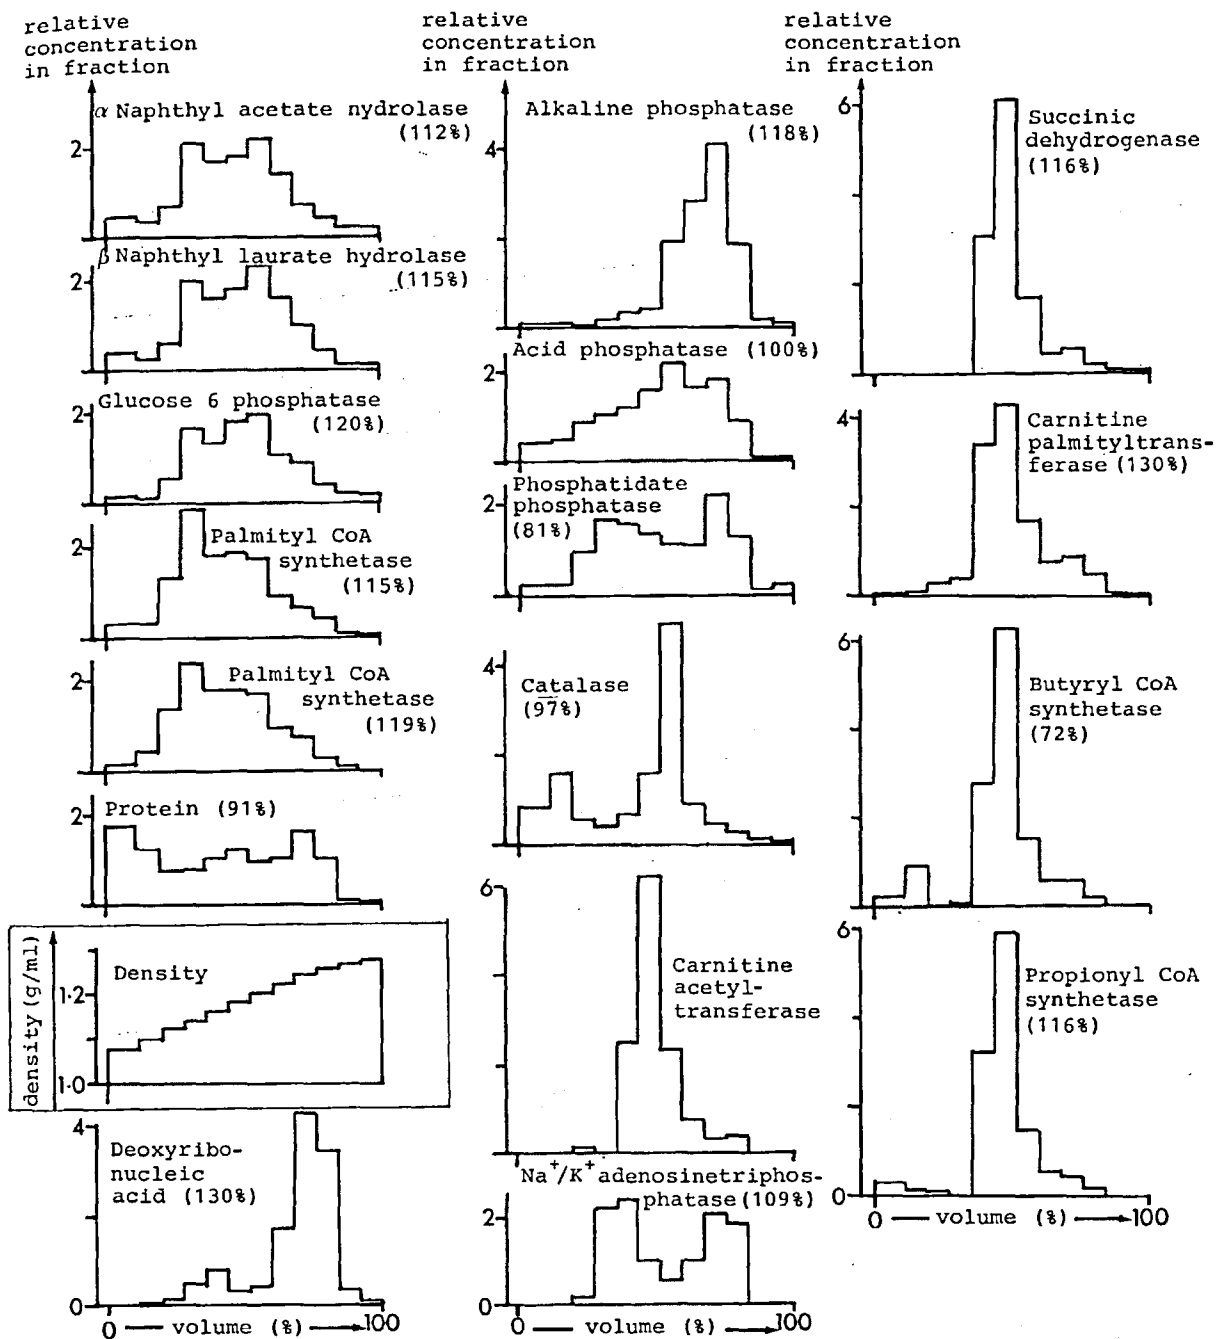 relative
concentration
in fraction
α Naphthyl acetate nydrolase
(112%)
2
β Naphthyl laurate hydrolase
(115%)
2
Glucose 6 phosphatase
(120%)
2
Palmityl CoA
synthetase
(115%)
2
Palmityl CoA
synthetase
(119%)
2
Protein (91%)
2
density (g/ml)
Density
1·2
1·0
Deoxyribo-
nucleic
acid (130%)
4
0
0 volume (%) 100
relative
concentration
in fraction
Alkaline phosphatase
(118%)
4
Acid phosphatase (100%)
2
Phosphatidate
phosphatase
(81%)
2
Catalase
(97%)
4
Carnitine
acetyl-
transferase
6
Na+/K+ adenosinetriphos-
phatase (109%)
2
0
0 volume (%) 100
relative
concentration
in fraction
Succinic
dehydrogenase
(116%)
6
Carnitine
palmityltrans-
ferase (130%)
4
Butyryl CoA
synthetase
(72%)
6
Propionyl CoA
synthetase
(116%)
6
0
0 volume (%) 100